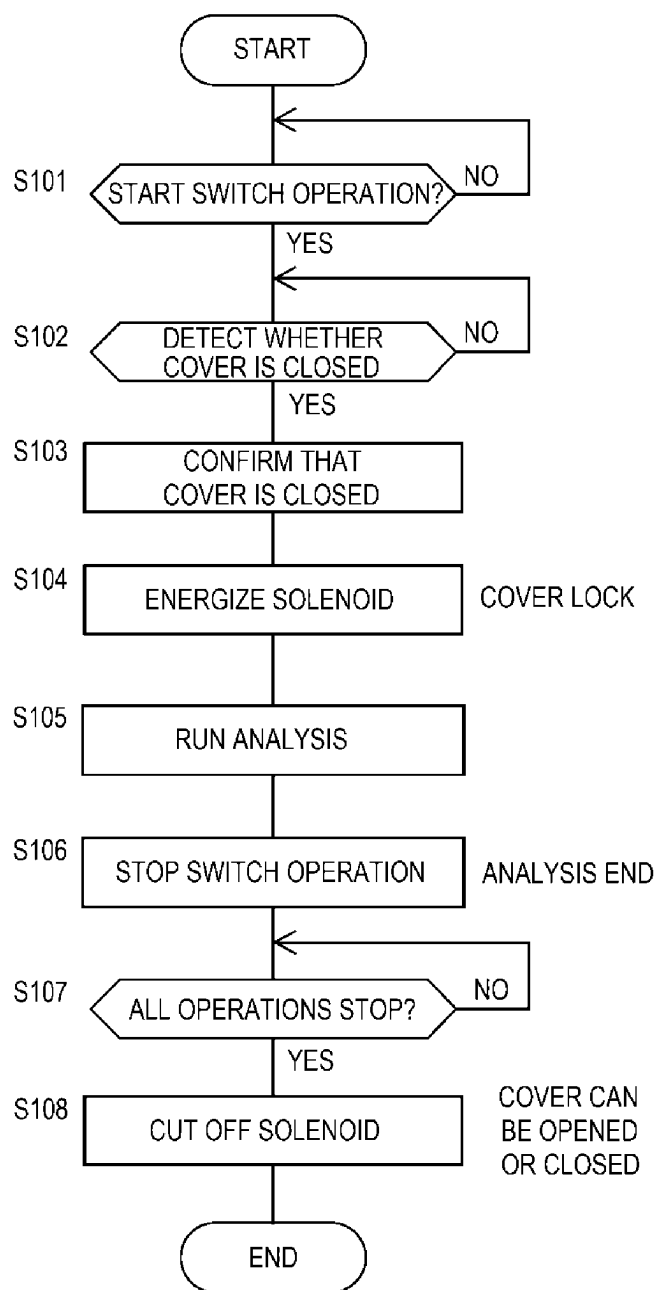 START
S101
START SWITCH OPERATION?
NO
YES
S102
DETECT WHETHER
COVER IS CLOSED
NO
YES
S103
CONFIRM THAT
COVER IS CLOSED
S104
ENERGIZE SOLENOID
COVER LOCK
S105
RUN ANALYSIS
S106
STOP SWITCH OPERATION
ANALYSIS END
S107
ALL OPERATIONS STOP?
NO
YES
S108
CUT OFF SOLENOID
COVER CAN
BE OPENED
OR CLOSED
END